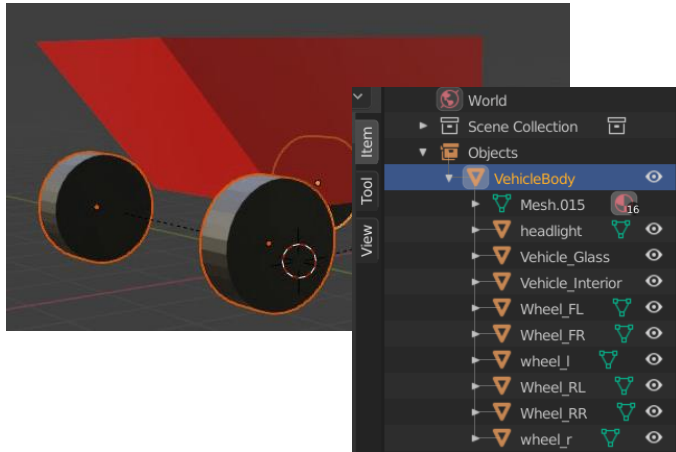 World
Scene Collection
Objects
VehicleBody
Mesh.015
16
headlight
Vehicle_Glass
Vehicle_Interior
Wheel_FL
Wheel_FR
wheel_l
Wheel_RL
Wheel_RR
wheel_r
Item
Tool
View